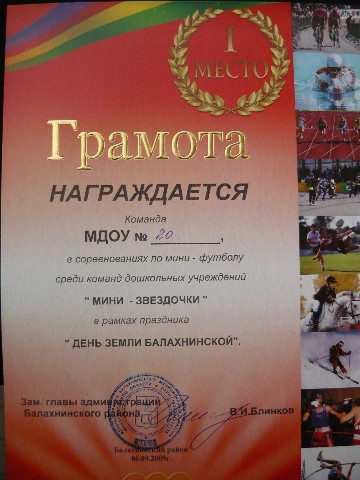 1
МЕСТО
Грамота
НАГРАЖДАЕТСЯ
Команда
МДОУ № 20,
в соревнованиях по мини - футболу
среди команд дошкольных учреждений
" МИНИ - ЗВЕЗДОЧКИ "
в рамках праздника
" ДЕНЬ ЗЕМЛИ БАЛАХНИНСКОЙ".
Зам. главы администрации
Балахнинского района
В.И.Блинков
Балахнинский район
06.09.2009г.